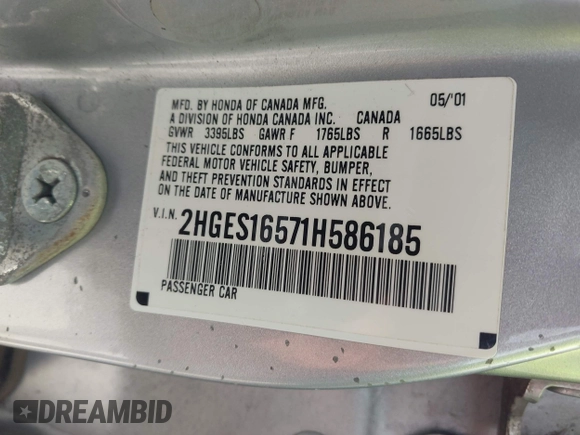 MFD. BY HONDA OF CANADA MFG. 05/'01
A DIVISION OF HONDA CANADA INC. CANADA
GVWR 3395LBS GAWR F 1765LBS R 1665LBS
THIS VEHICLE CONFORMS TO ALL APPLICABLE
FEDERAL MOTOR VEHICLE SAFETY, BUMPER,
AND THEFT PREVENTION STANDARDS IN EFFECT
ON THE DATE OF MANUFACTURE SHOWN ABOVE.
V.I.N. 2HGES16571H586185
PASSENGER CAR
DREAMBID